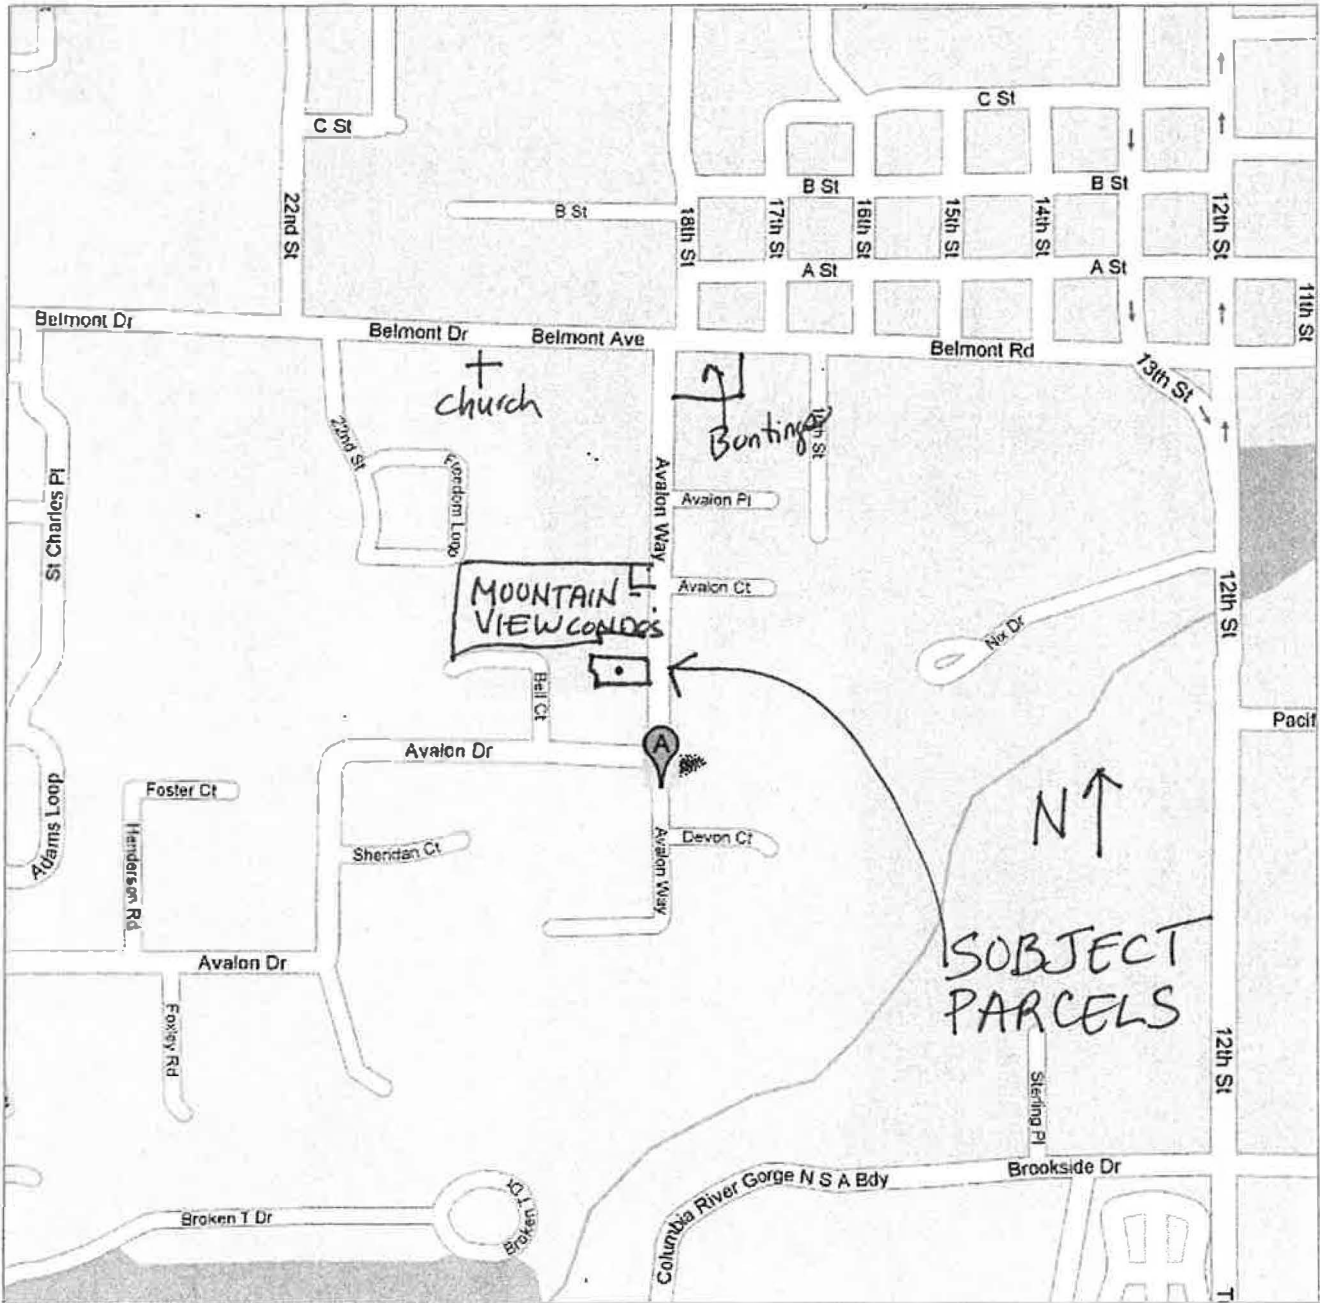 C St
C St
B St
B St
B St
22nd St
18th St
17th St
16th St
15th St
14th St
12th St
A St
A St
11th St
Belmont Dr
Belmont Dr
Belmont Ave
Belmont Rd
13th St
church
22nd St
Freedom Loop
Avalon Way
Avalon Pl
St Charles Pl
MOUNTAIN
VIEW CONDOS
Avalon Ct
12th St
Nix Dr
Bell Ct
Pacif
Avalon Dr
A
Foster Ct
Adams Loop
Henderson Rd
Sheridan Ct
Avalon Way
Devon Ct
N
SUBJECT
PARCELS
Avalon Dr
Foxley Rd
12th St
Sterling Pl
Brookside Dr
Columbia River Gorge N S A Bdy
Broken T Dr
Broken T Dr
T